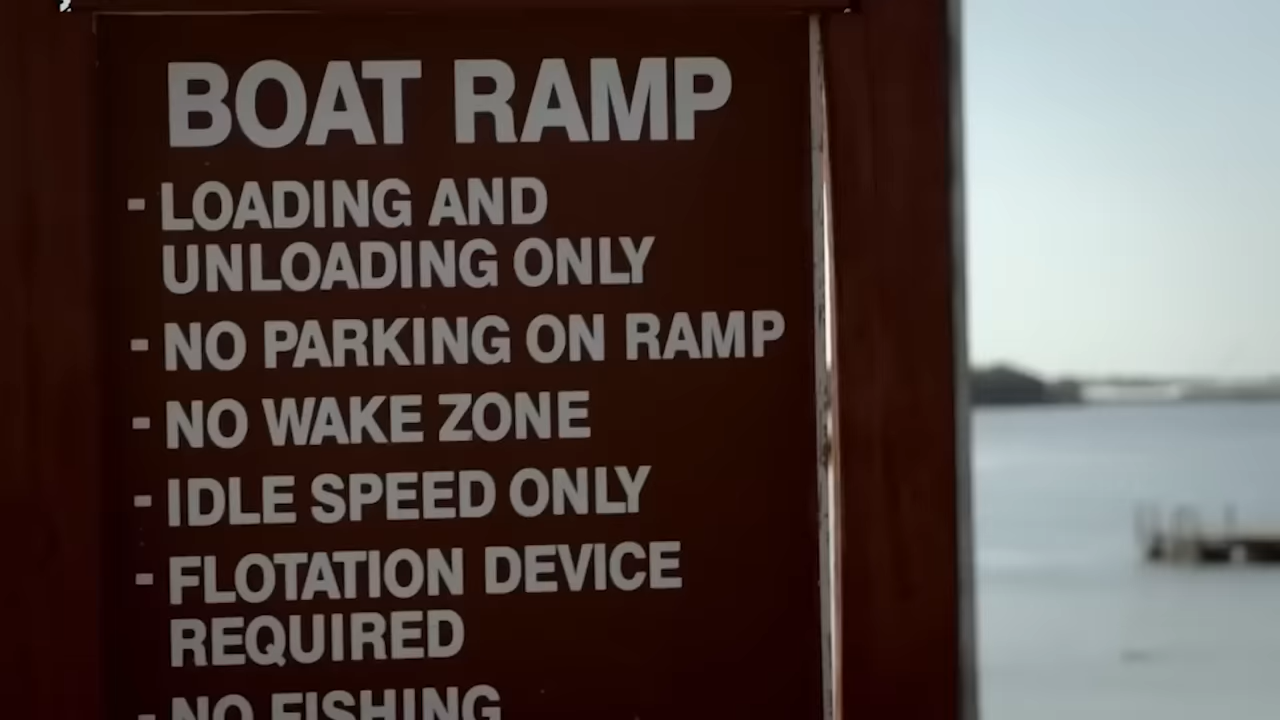 BOAT RAMP
- LOADING AND
UNLOADING ONLY
- NO PARKING ON RAMP
- NO WAKE ZONE
- IDLE SPEED ONLY
- FLOTATION DEVICE
REQUIRED
- NO FISHING